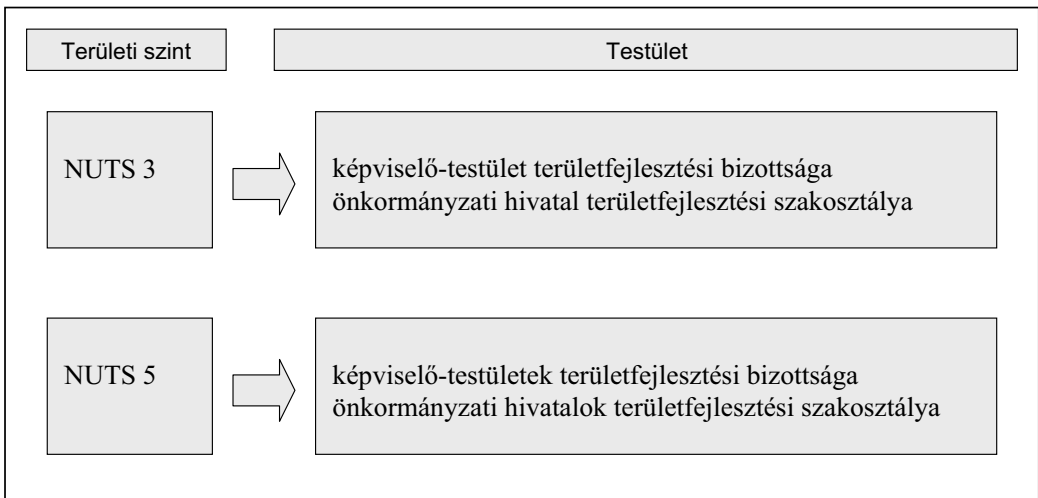 Területi szint
Testület
NUTS 3
képviselő-testület területfejlesztési bizottsága
önkormányzati hivatal területfejlesztési szakosztálya
NUTS 5
képviselő-testületek területfejlesztési bizottsága
önkormányzati hivatalok területfejlesztési szakosztálya